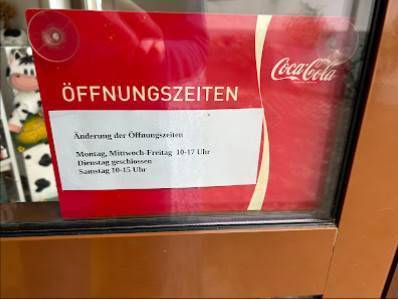 Coca-Cola
ÖFFNUNGSZEITEN
Änderung der Öffnungszeiten
Montag, Mittwoch-Freitag 10-17 Uhr
Dienstag geschlossen
Samstag 10-15 Uhr